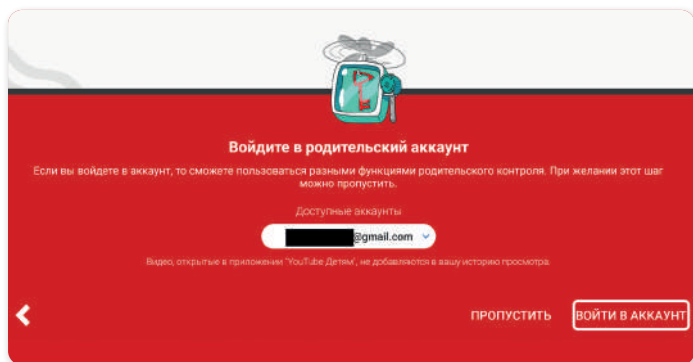 Войдите в родительский аккаунт
Если вы войдете в аккаунт, то сможете пользоваться разными функциями родительского контроля. При желании этот шаг
можно пропустить.
Доступные аккаунты
@gmail.com
Видео, открытые в приложении "YouTube Детям", не добавляются в вашу историю просмотра.
ПРОПУСТИТЬ
ВОЙТИ В АККАУНТ